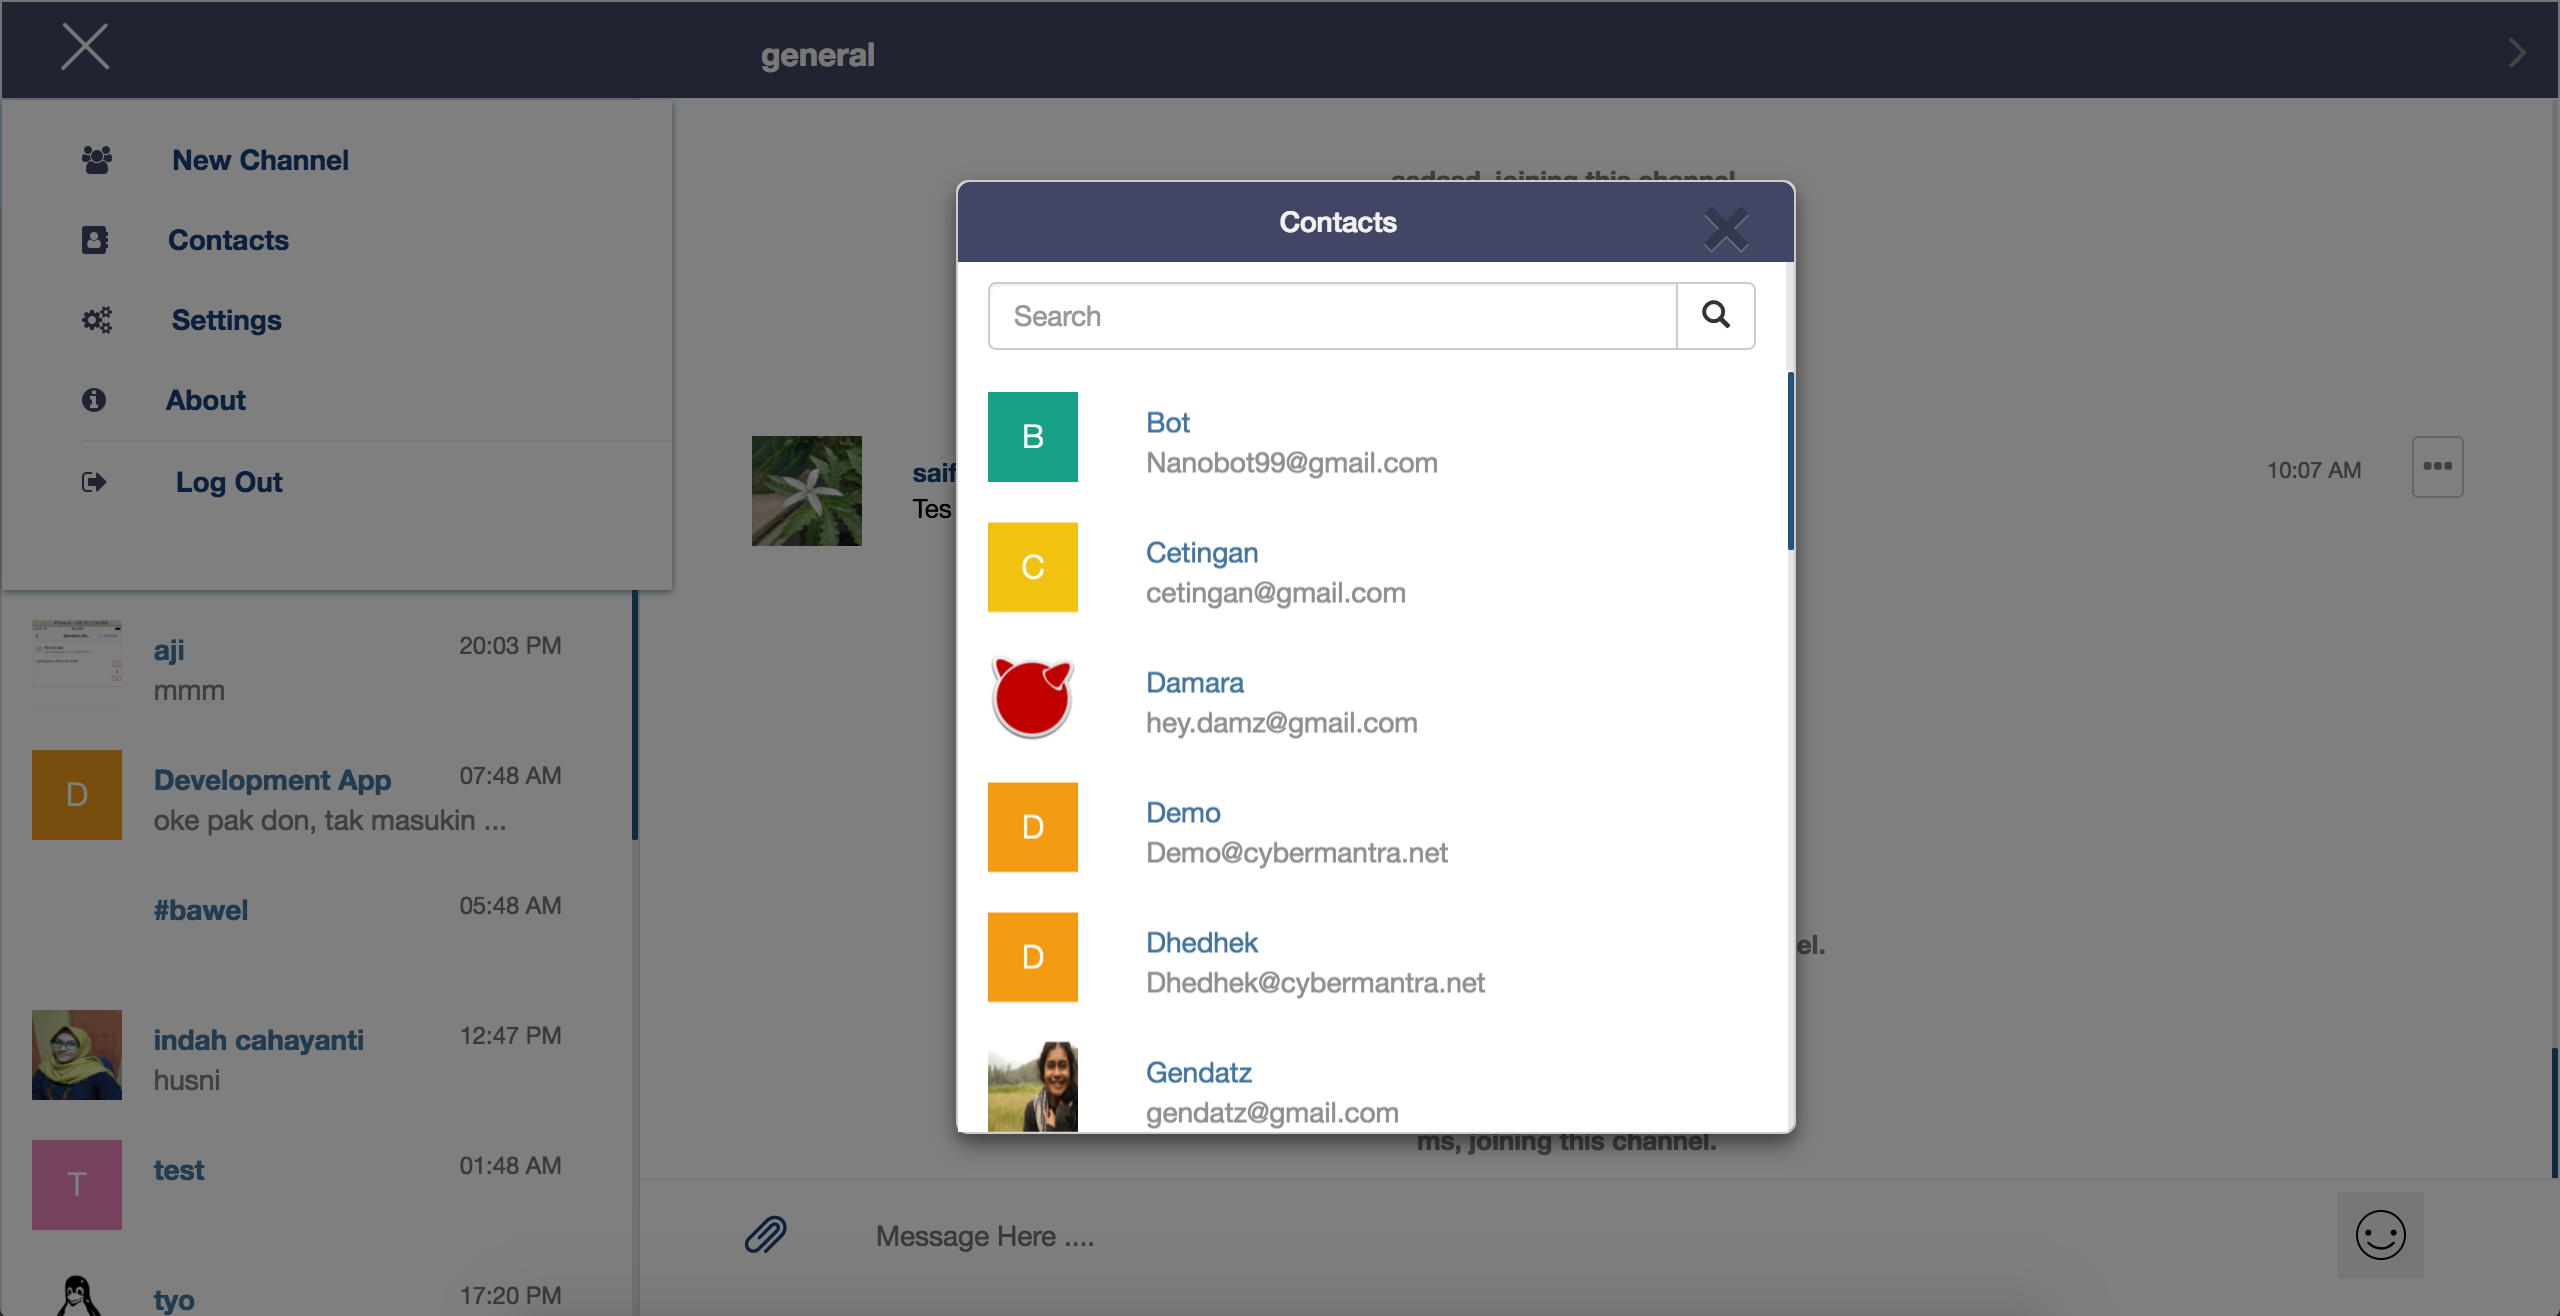 general
New Channel
Contacts
Settings
About
Log Out
aji
20:03 PM
mmm
D
Development App
07:48 AM
oke pak don, tak masukin ...
#bawel
05:48 AM
indah cahayanti
12:47 PM
husni
T
test
01:48 AM
tyo
17:20 PM
joining this channel
saif
Tes
10:07 AM
el.
ms, joining this channel.
Message Here ....
Contacts
Search
B
Bot
Nanobot99@gmail.com
C
Cetingan
cetingan@gmail.com
Damara
hey.damz@gmail.com
D
Demo
Demo@cybermantra.net
D
Dhedhek
Dhedhek@cybermantra.net
Gendatz
gendatz@gmail.com